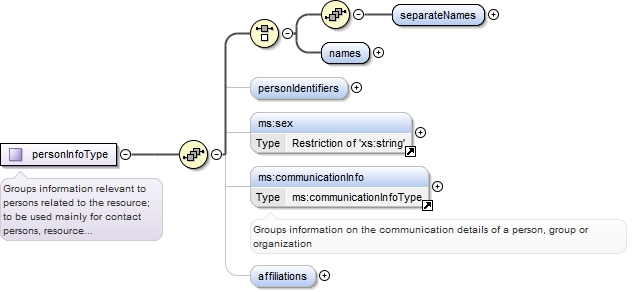 separateNames
names
personIdentifiers
ms:sex
Type Restriction of 'xs:string'
personInfoType
ms:communicationInfo
Type ms:communicationInfoType
Groups information relevant to
persons related to the resource;
to be used mainly for contact
persons, resource...
Groups information on the communication details of a person, group or
organization
affiliations